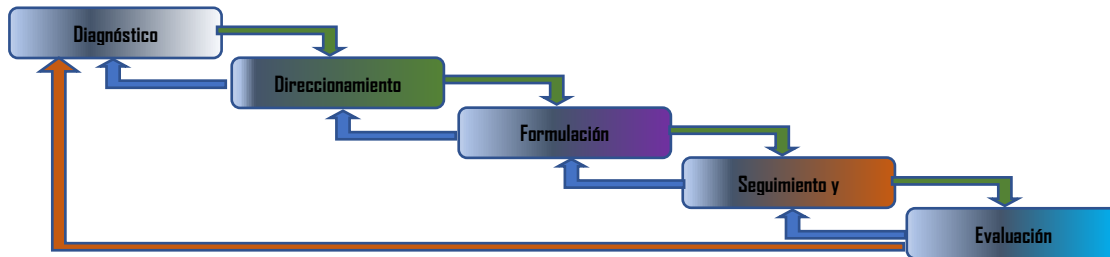 Diagnóstico
Direccionamiento
Formulación
Seguimiento y
Evaluación